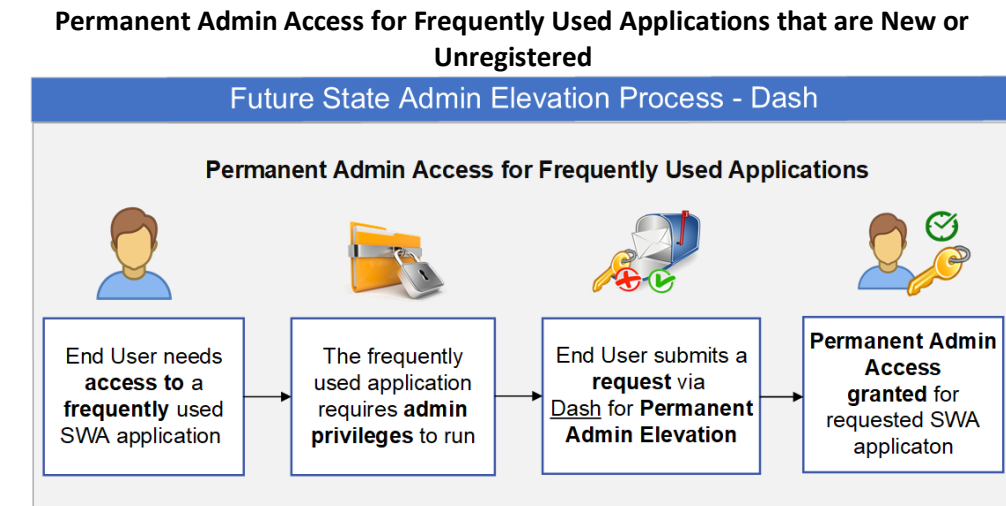 Permanent Admin Access for Frequently Used Applications that are New or
Unregistered
Future State Admin Elevation Process - Dash
Permanent Admin Access for Frequently Used Applications
End User needs
access to a
frequently used
SWA application
The frequently
used application
requires admin
privileges to run
End User submits a
request via
Dash for Permanent
Admin Elevation
Permanent Admin
Access
granted for
requested SWA
applicaton